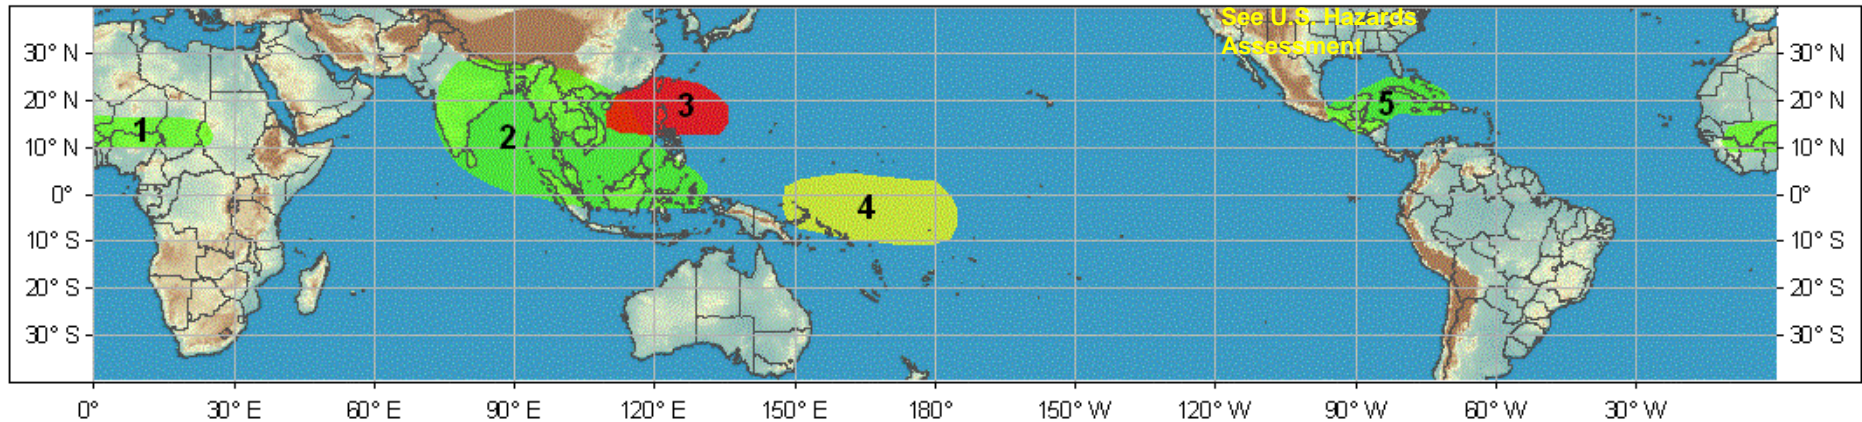 See U.S. Hazards
Assessment
30° N
30° N
20° N
20° N
10° N
10° N
0°
0°
10° S
10° S
20° S
20° S
30° S
30° S
1
2
3
4
5
0°
30° E
60° E
90° E
120° E
150° E
180°
150° W
120° W
90° W
60° W
30° W